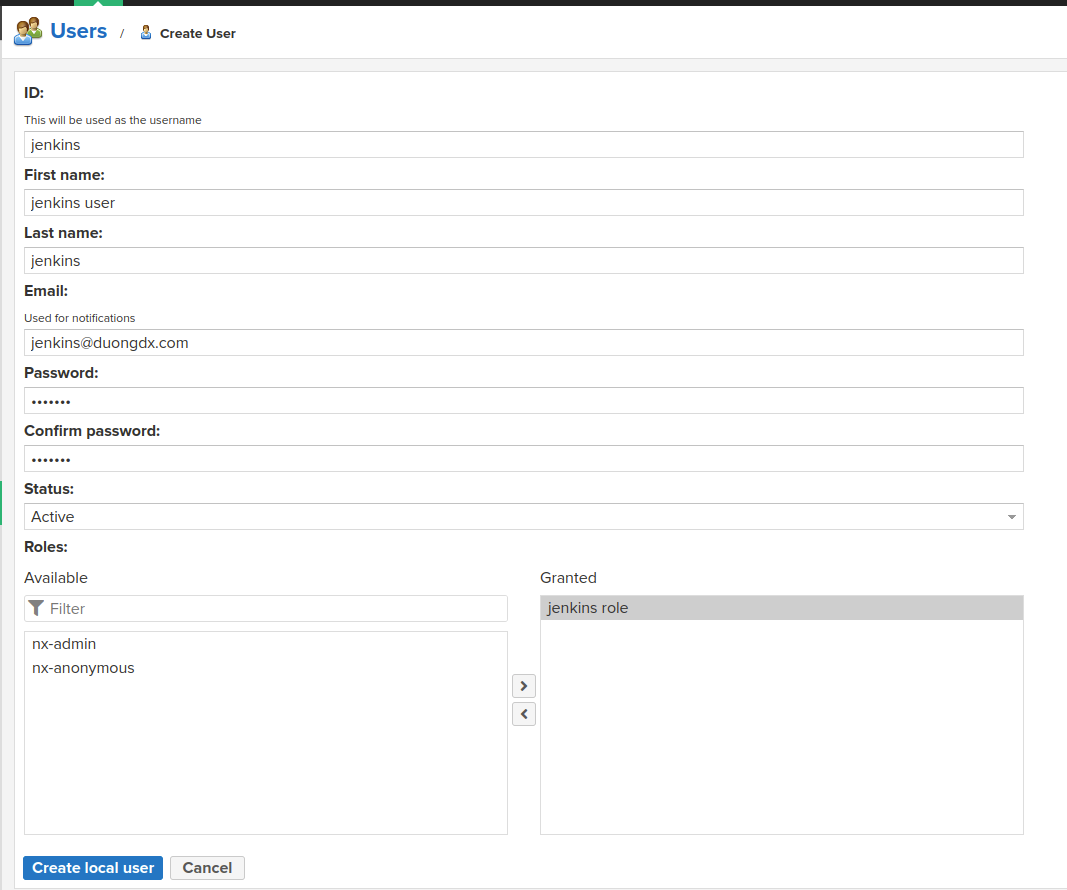 Users / Create User
ID:
This will be used as the username
jenkins
First name:
jenkins user
Last name:
jenkins
Email:
Used for notifications
jenkins@duongdx.com
Password:
•••••••
Confirm password:
•••••••
Status:
Active
Roles:
Available
Filter
nx-admin
nx-anonymous
Granted
jenkins role
Create local user
Cancel